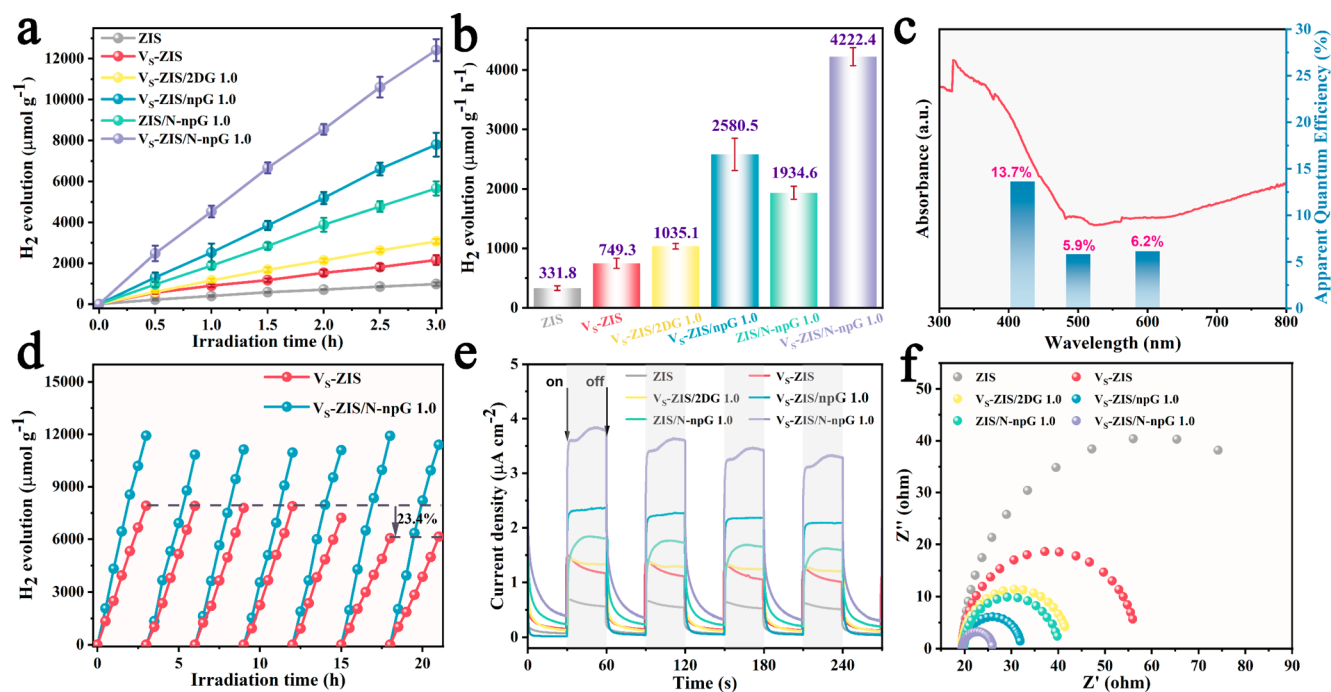 a
H2 evolution (μmol g-1)
12000
10000
8000
6000
4000
2000
0
ZIS
VS-ZIS
VS-ZIS/2DG 1.0
VS-ZIS/npG 1.0
ZIS/N-npG 1.0
VS-ZIS/N-npG 1.0
0.0 0.5 1.0 1.5 2.0 2.5 3.0
Irradiation time (h)
b
H2 evolution (μmol g-1 h-1)
4000
3000
2000
1000
0
331.8
749.3
1035.1
2580.5
1934.6
4222.4
ZIS
VS-ZIS
VS-ZIS/2DG 1.0
VS-ZIS/npG 1.0
ZIS/N-npG 1.0
VS-ZIS/N-npG 1.0
c
Absorbance (a.u.)
13.7%
5.9%
6.2%
300 400 500 600 700 800
Wavelength (nm)
30
25
20
15
10
5
0
Apparent Quantum Efficiency (%)
d
H2 evolution (μmol g-1)
15000
12000
9000
6000
3000
0
VS-ZIS
VS-ZIS/N-npG 1.0
23.4%
0 5 10 15 20
Irradiation time (h)
e
Current density (μA cm-2)
5
4
3
2
1
0
on
off
ZIS
VS-ZIS
VS-ZIS/2DG 1.0
VS-ZIS/npG 1.0
ZIS/N-npG 1.0
VS-ZIS/N-npG 1.0
0 60 120 180 240
Time (s)
f
Z'' (ohm)
50
40
30
20
10
0
ZIS
VS-ZIS
VS-ZIS/2DG 1.0
VS-ZIS/npG 1.0
ZIS/N-npG 1.0
VS-ZIS/N-npG 1.0
20 30 40 50 60 70 80 90
Z' (ohm)